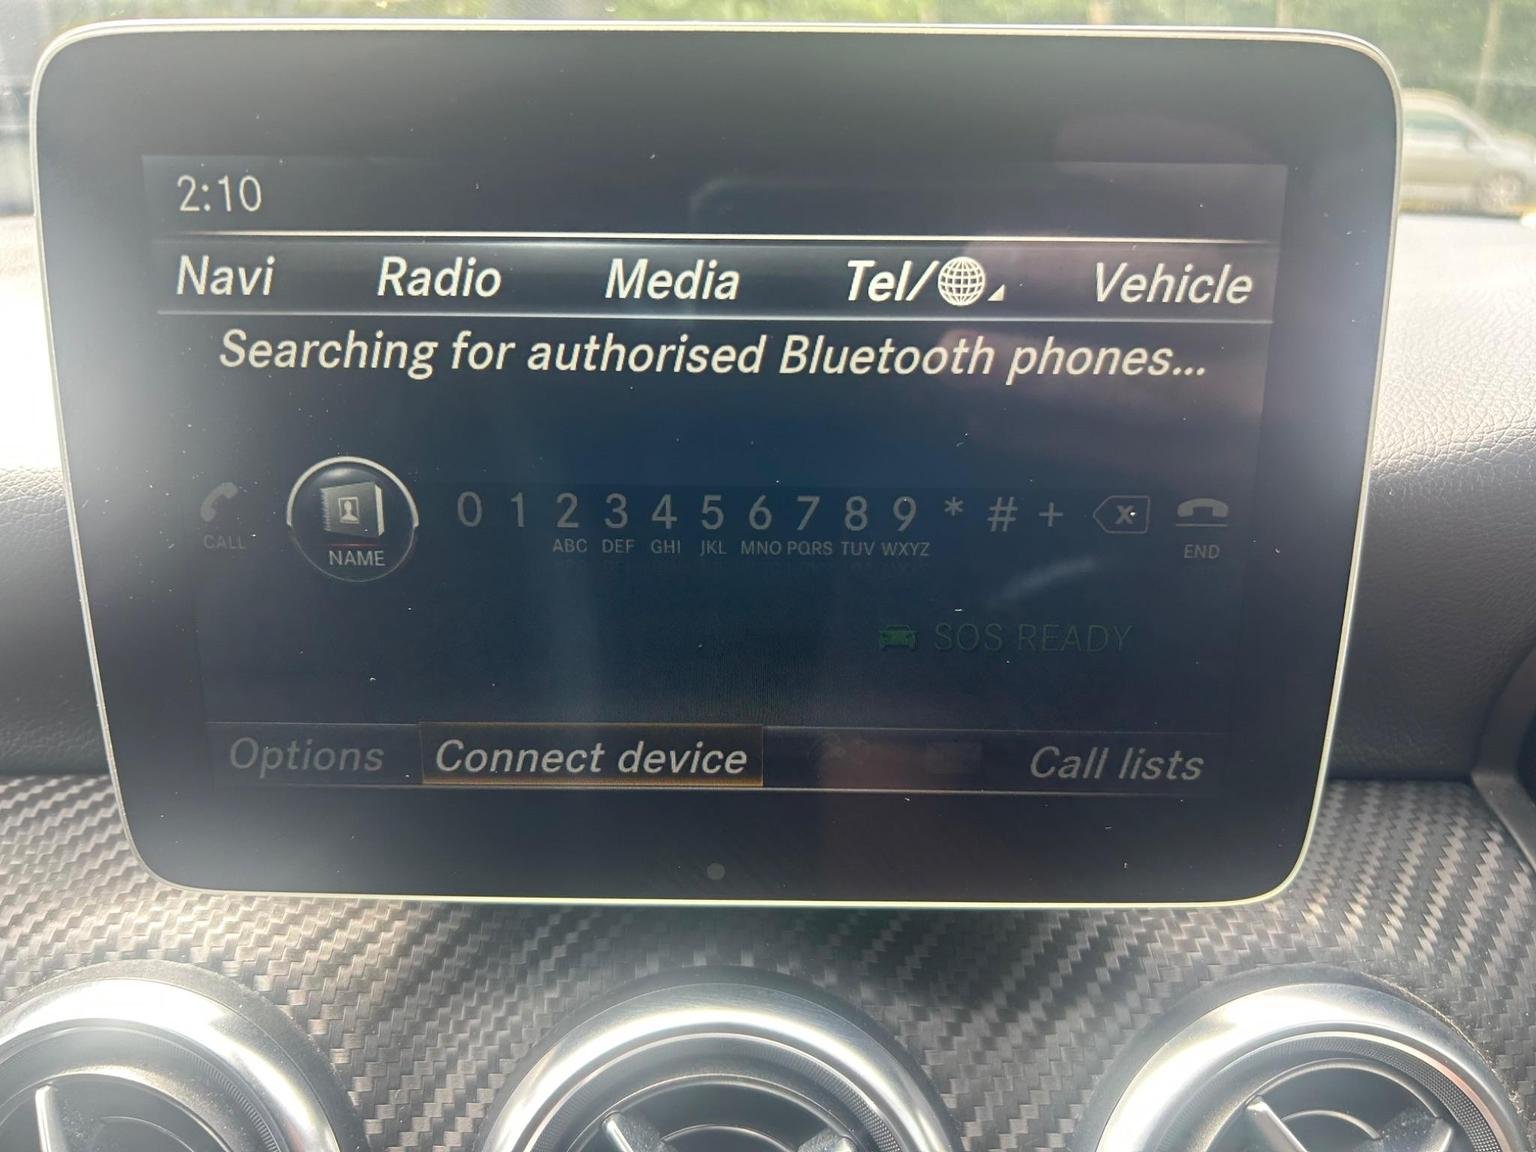 2:10
Navi Radio Media Tel/ Vehicle
Searching for authorised Bluetooth phones...
0 1 2 3 4 5 6 7 8 9 * # + X
ABC DEF GHI JKL MNO PQRS TUV WXYZ
CALL NAME END
SOS READY
Options Connect device Call lists